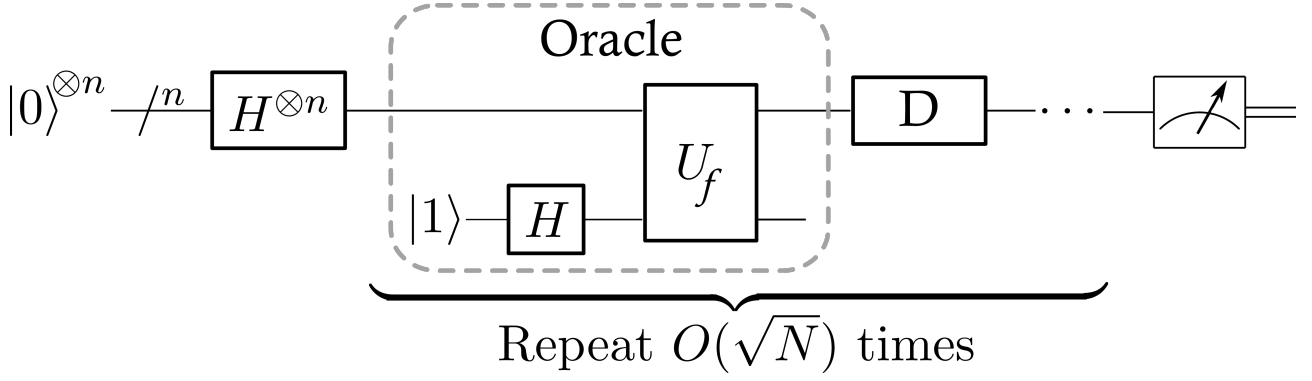 Oracle
|0⟩⊗n n H⊗n D ···
U_f
|1⟩ H
Repeat O(√N) times